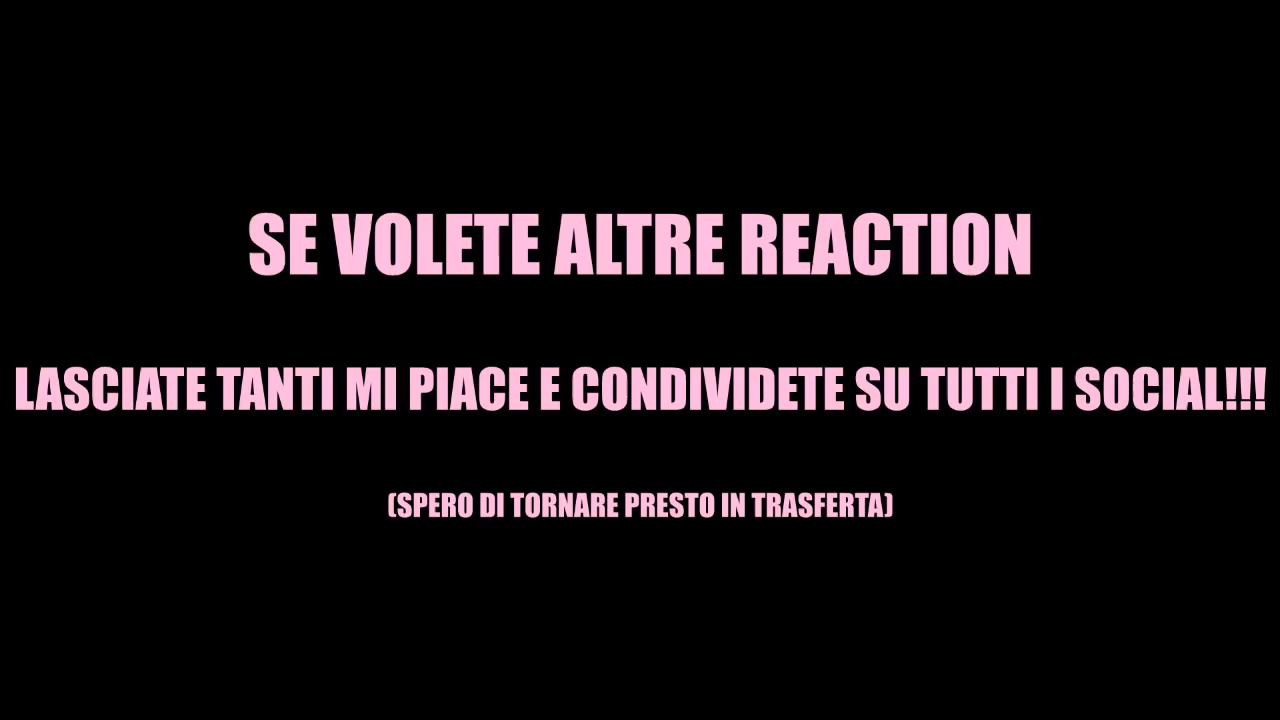 SE VOLETE ALTRE REACTION
LASCIATE TANTI MI PIACE E CONDIVIDETE SU TUTTI I SOCIAL!!!
(SPERO DI TORNARE PRESTO IN TRASFERTA)